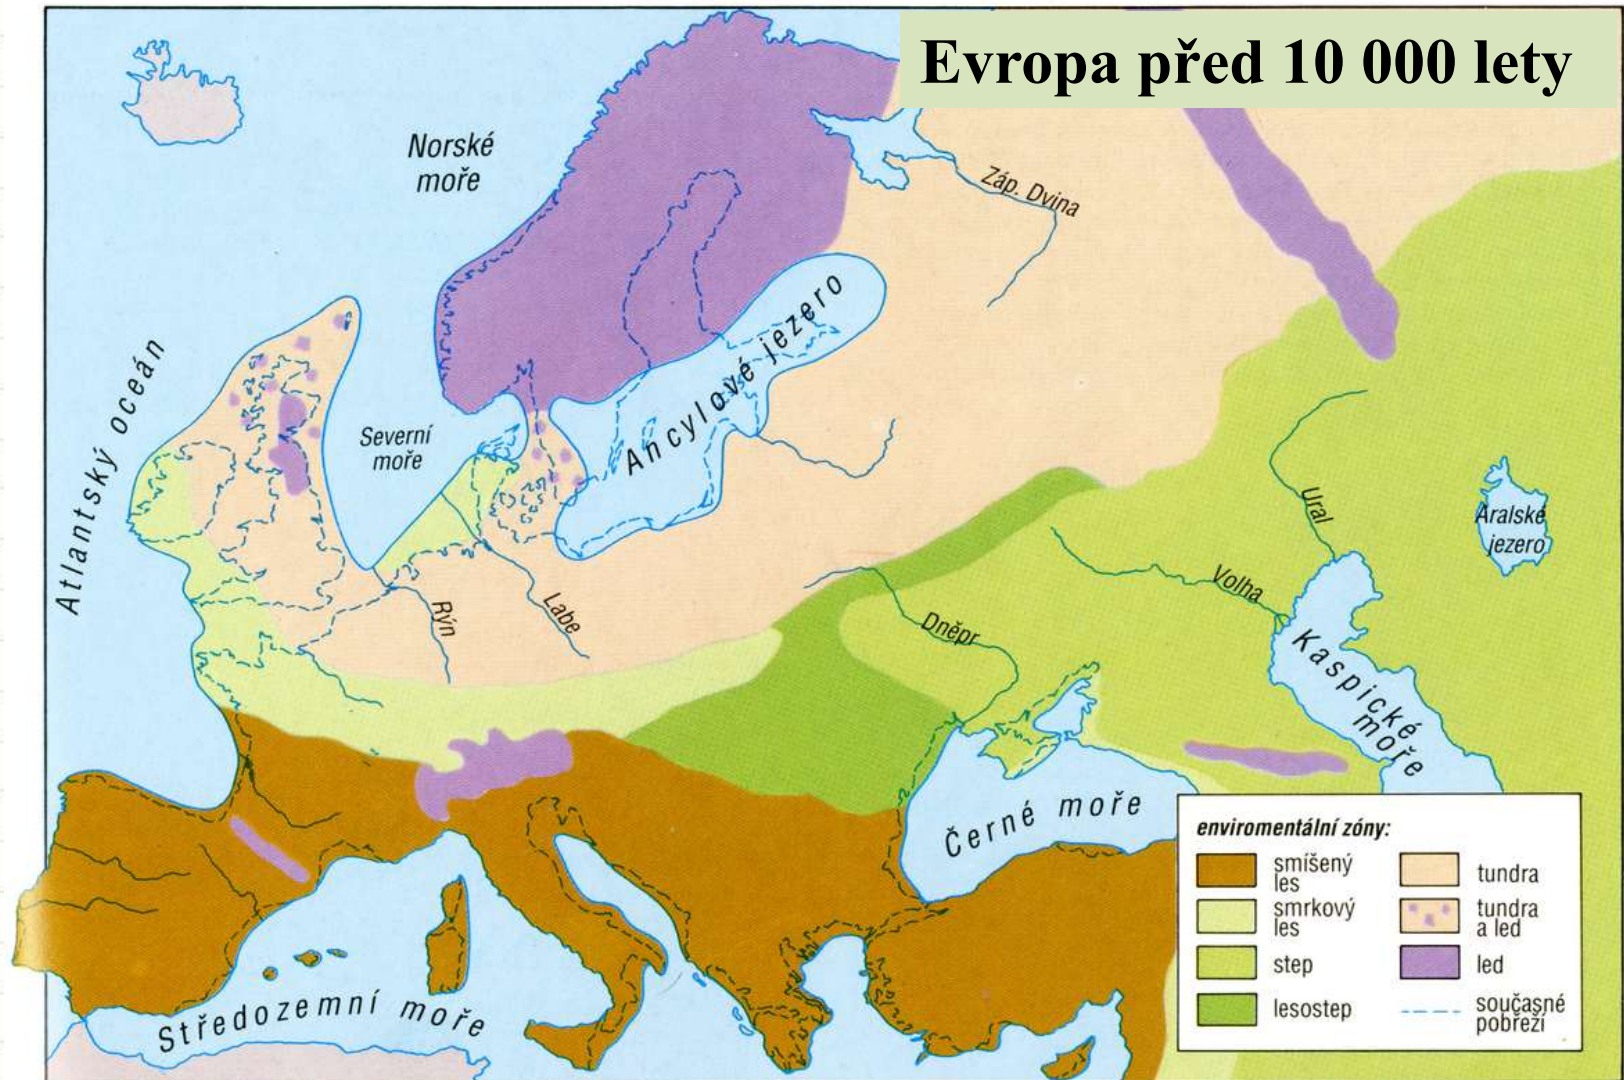 Evropa před 10 000 lety
Norské
moře
Záp. Dvina
Atlantský oceán
Severní
moře
Ancylové jezero
Rýn
Labe
Dněpr
Volha
Ural
Aralské
jezero
Kaspické
moře
Černé moře
Středozemní moře
enviromentální zóny:
smíšený
les
smrkový
les
step
lesostep
tundra
tundra
a led
led
současné
pobřeží